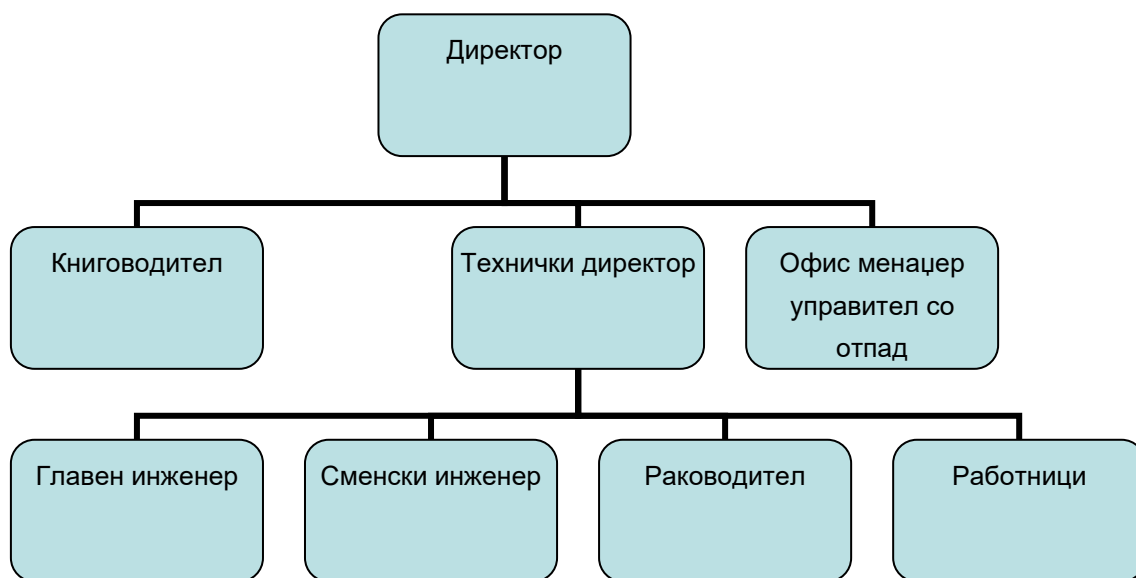 Директор
Книговодител
Технички директор
Офис менаџер
управител со
отпад
Главен инженер
Сменски инженер
Раководител
Работници